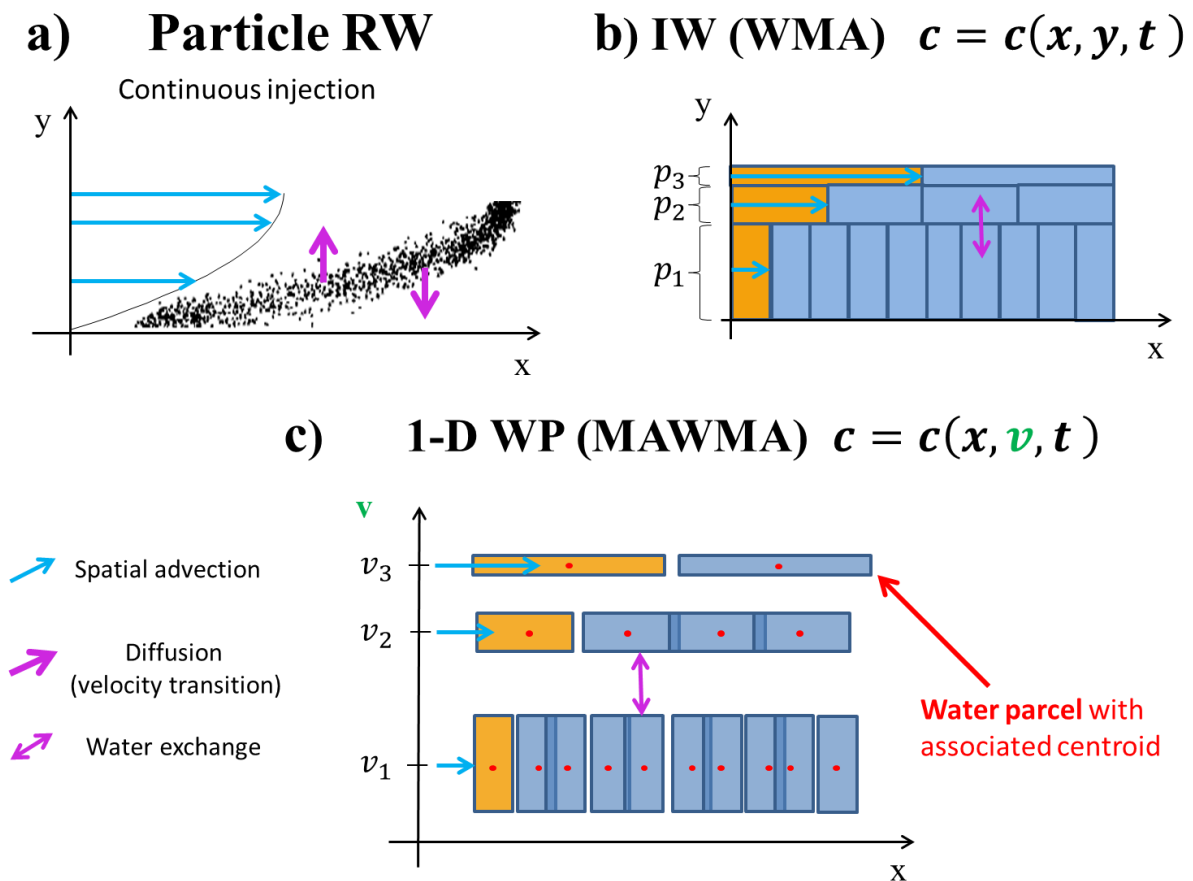 a) Particle RW
Continuous injection
y
x
b) IW (WMA) c = c(x, y, t)
y
p₃
p₂
p₁
x
c) 1-D WP (MAWMA) c = c(x, v, t)
v
v₃
v₂
v₁
x
Spatial advection
Diffusion
(velocity transition)
Water exchange
Water parcel with
associated centroid